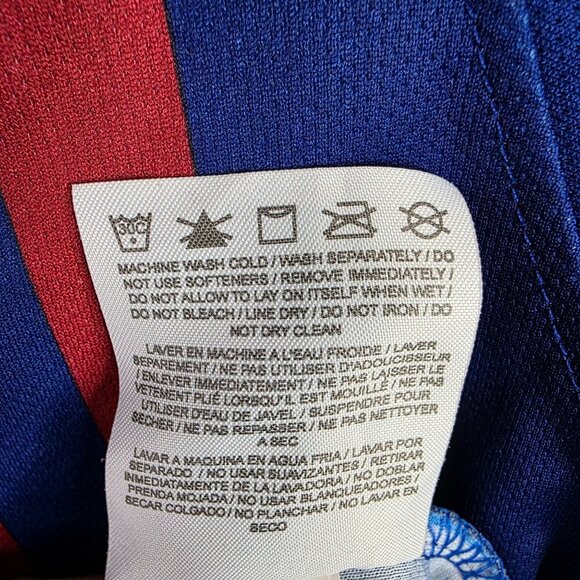 30C
MACHINE WASH COLD / WASH SEPARATELY / DO
NOT USE SOFTENERS / REMOVE IMMEDIATELY /
DO NOT ALLOW TO LAY ON ITSELF WHEN WET /
DO NOT BLEACH / LINE DRY / DO NOT IRON / DO
NOT DRY CLEAN
LAVER EN MACHINE A L'EAU FROIDE / LAVER
SEPAREMENT / NE PAS UTILISER D'ADOUCISSEUR
/ ENLEVER IMMEDIATEMENT / NE PAS LAISSER LE
VETEMENT PLIÉ LORSQU'IL EST MOUILLÉ / NE PAS
UTILISER D'EAU DE JAVEL / SUSPENDRE POUR
SECHER / NE PAS REPASSER / NE PAS NETTOYER
A SEC
LAVAR A MAQUINA EN AGUA FRIA / LAVAR POR
SEPARADO / NO USAR SUAVIZANTES / RETIRAR
INMEDIATAMENTE DE LA LAVADORA / NO DOBLAR
PRENDA MOJADA / NO USAR BLANQUEADORES /
SECAR COLGADO / NO PLANCHAR / NO LAVAR EN
SECO